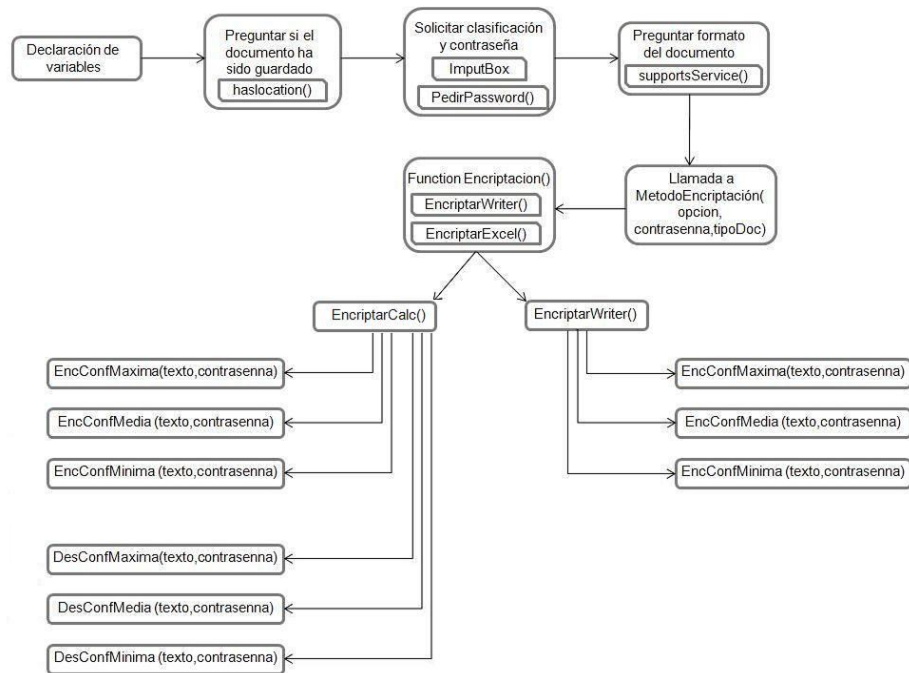 Declaración de
variables
Preguntar si el
documento ha
sido guardado
haslocation()
Solicitar clasificación
y contraseña
ImputBox
PedirPassword()
Preguntar formato
del documento
supportsService()
Llamada a
MetodoEncriptación(
opcion,
contrasenna,tipoDoc)
Function Encriptacion()
EncriptarWriter()
EncriptarExcel()
EncriptarCalc()
EncriptarWriter()
EncConfMaxima(texto,contrasenna)
EncConfMedia (texto,contrasenna)
EncConfMinima (texto,contrasenna)
DesConfMaxima(texto,contrasenna)
DesConfMedia (texto,contrasenna)
DesConfMinima (texto,contrasenna)
EncConfMaxima(texto,contrasenna)
EncConfMedia (texto,contrasenna)
EncConfMinima (texto,contrasenna)